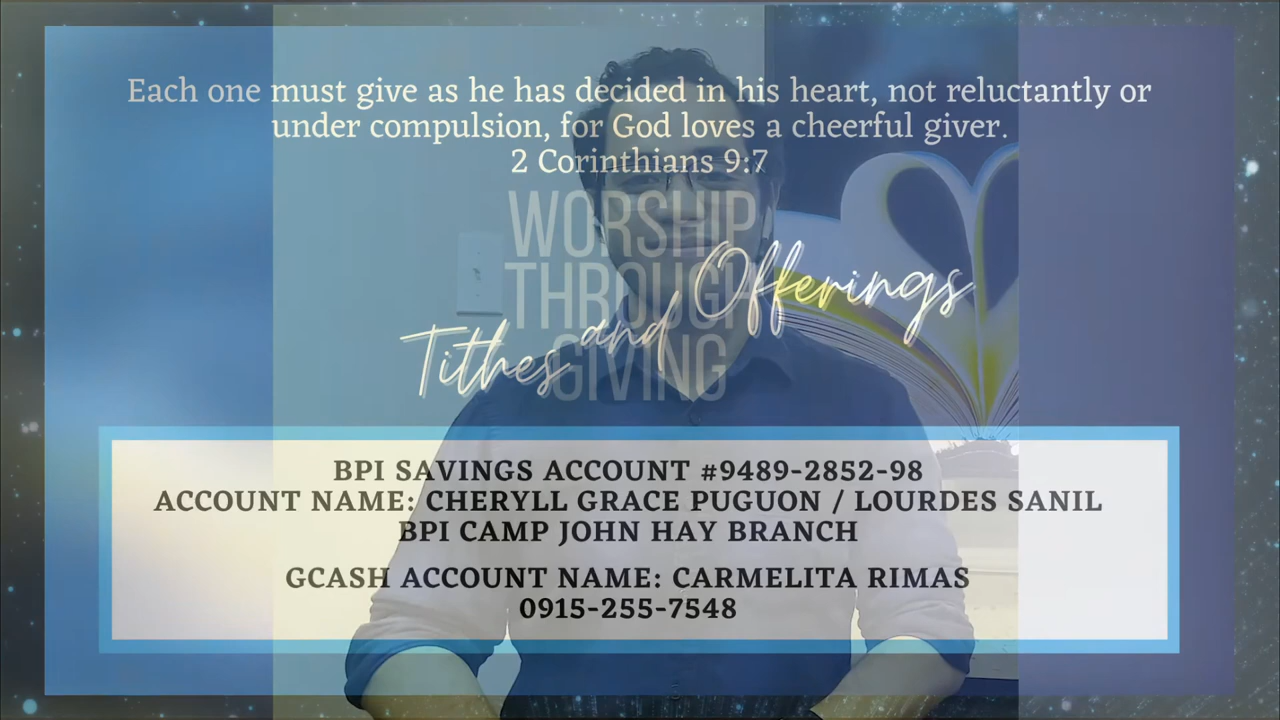 Each one must give as he has decided in his heart, not reluctantly or
under compulsion, for God loves a cheerful giver.
2 Corinthians 9:7
WORSHIP
THROUGH
GIVING
Tithes and Offerings
BPI SAVINGS ACCOUNT #9489-2852-98
ACCOUNT NAME: CHERYLL GRACE PUGUON / LOURDES SANIL
BPI CAMP JOHN HAY BRANCH
GCASH ACCOUNT NAME: CARMELITA RIMAS
0915-255-7548